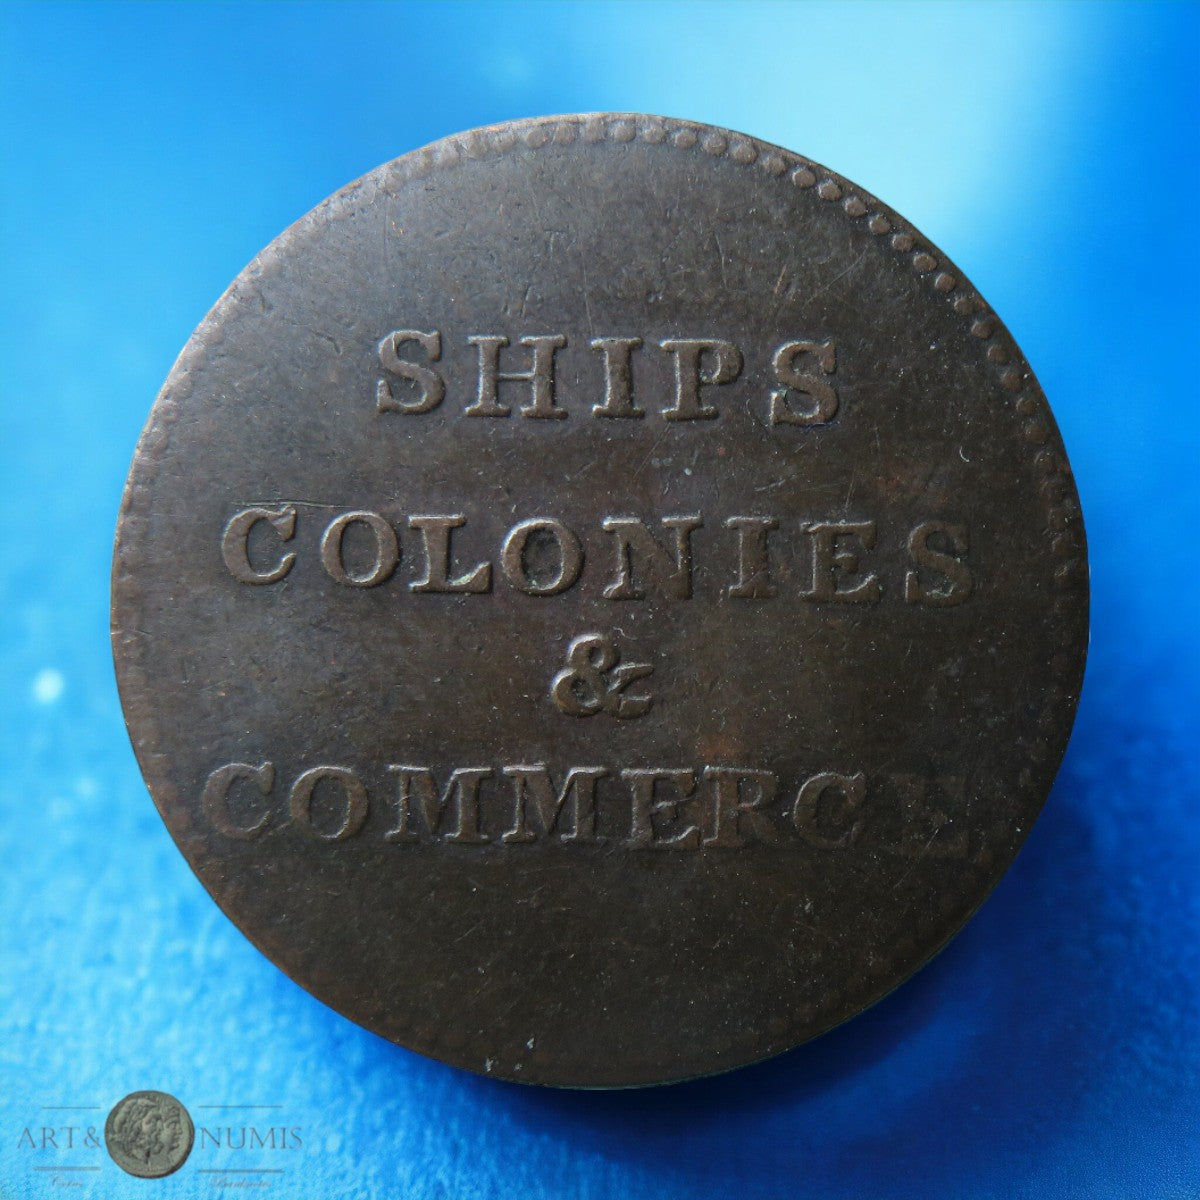 SHIPS
COLONIES
&
COMMERCE
ART & NUMIS